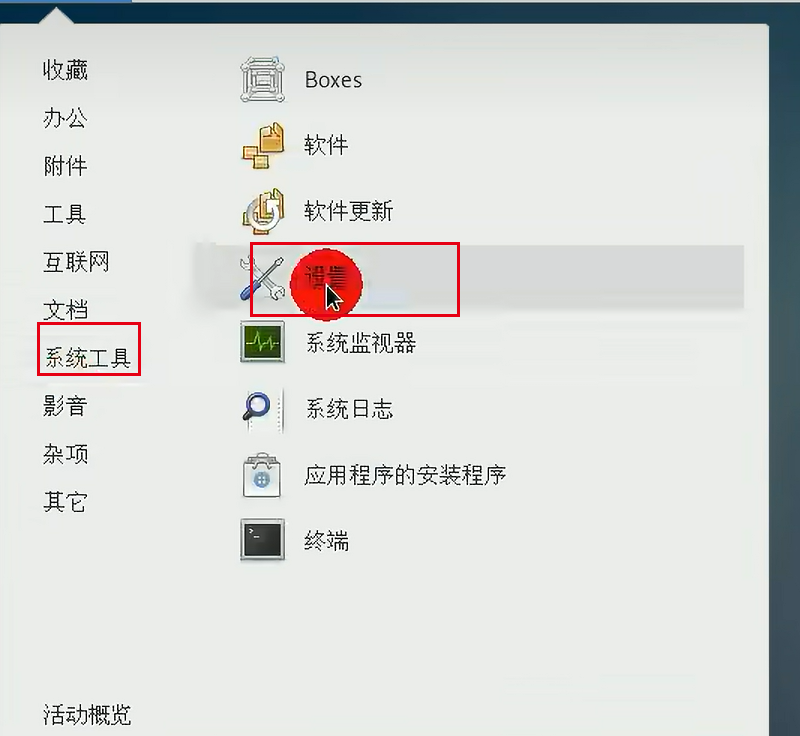 收藏
办公
附件
工具
互联网
文档
系统工具
影音
杂项
其它
活动概览
Boxes
软件
软件更新
设置
系统监视器
系统日志
应用程序的安装程序
终端